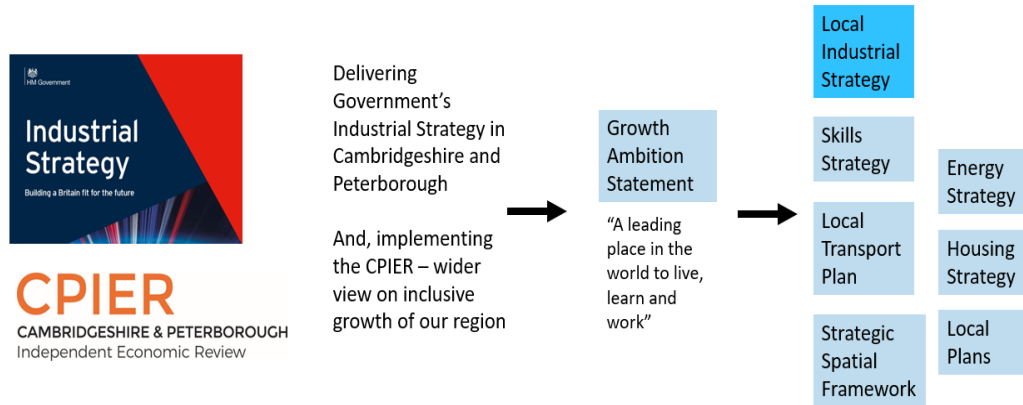 HM Government
Industrial
Strategy
Building a Britain fit for the future
CPIER
CAMBRIDGESHIRE & PETERBOROUGH
Independent Economic Review
Delivering
Government’s
Industrial Strategy in
Cambridgeshire and
Peterborough
And, implementing
the CPIER – wider
view on inclusive
growth of our region
Growth
Ambition
Statement
“A leading
place in the
world to live,
learn and
work”
Local
Industrial
Strategy
Skills
Strategy
Local
Transport
Plan
Strategic
Spatial
Framework
Energy
Strategy
Housing
Strategy
Local
Plans